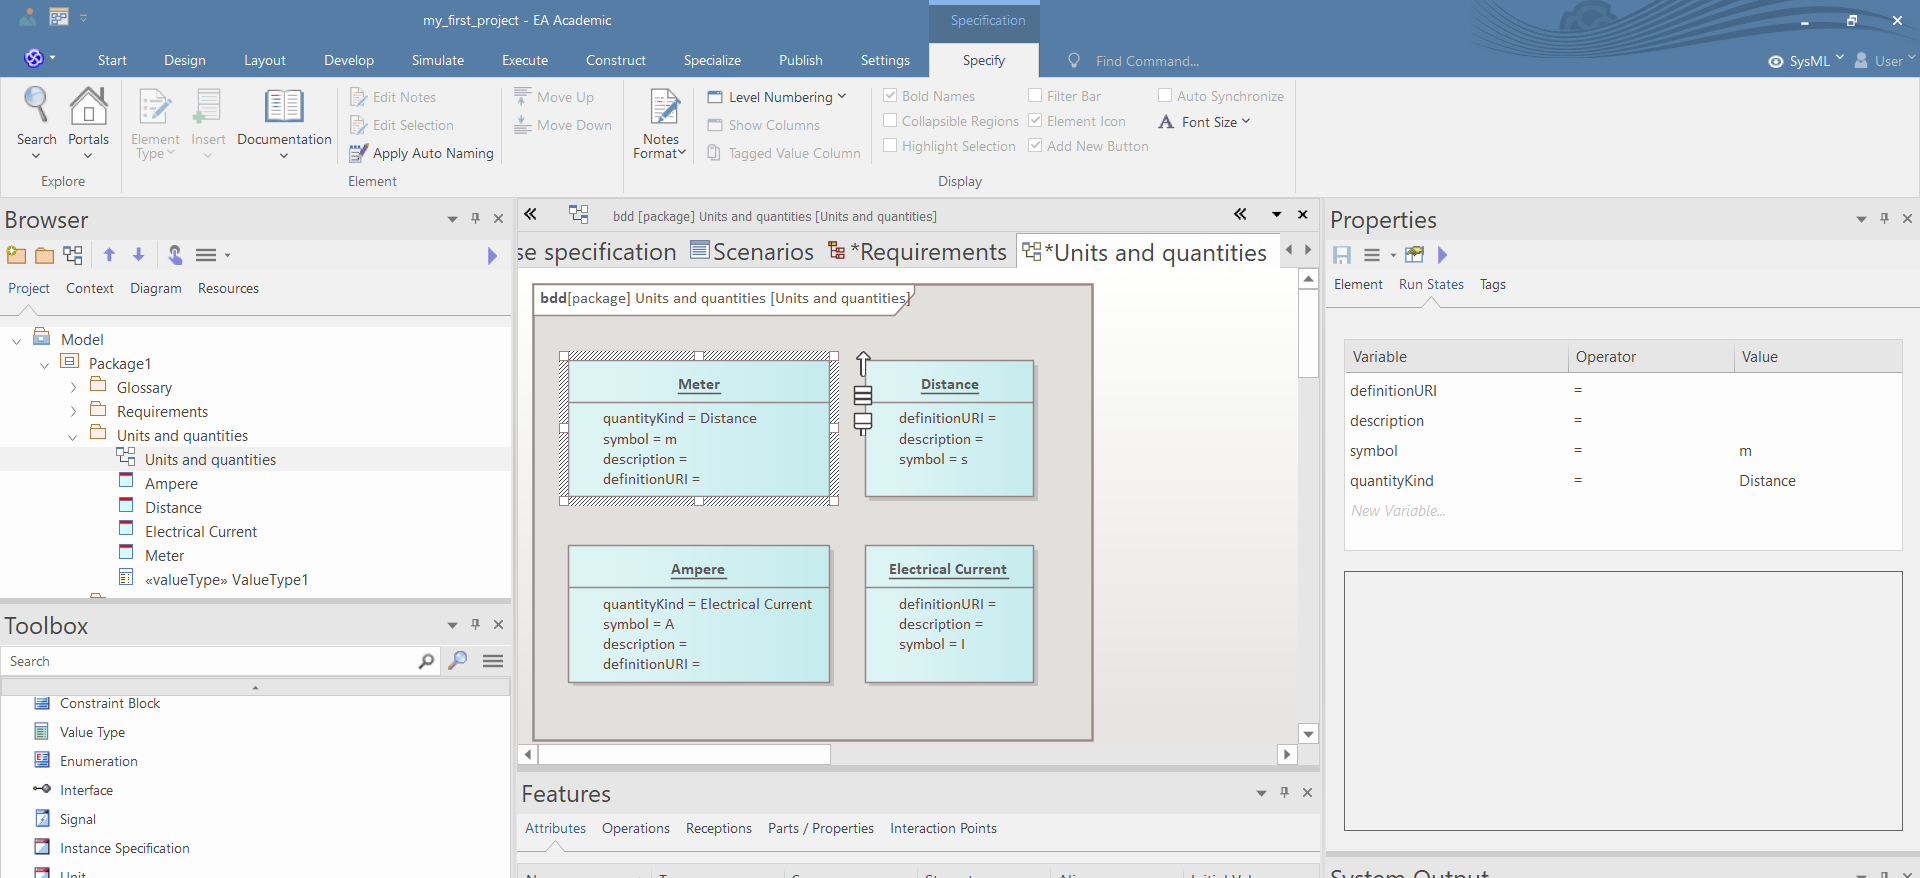 my_first_project - EA Academic
Specification
Start
Design
Layout
Develop
Simulate
Execute
Construct
Specialize
Publish
Settings
Specify
Find Command...
SysML
User
Search
Portals
Explore
Element Type
Insert
Documentation
Edit Notes
Edit Selection
Apply Auto Naming
Move Up
Move Down
Element
Notes Format
Level Numbering
Show Columns
Tagged Value Column
Bold Names
Collapsible Regions
Highlight Selection
Filter Bar
Element Icon
Add New Button
Auto Synchronize
Font Size
Display
Browser
Project
Context
Diagram
Resources
Model
Package1
Glossary
Requirements
Units and quantities
Units and quantities
Ampere
Distance
Electrical Current
Meter
«valueType» ValueType1
Toolbox
Search
Constraint Block
Value Type
Enumeration
Interface
Signal
Instance Specification
Unit
bdd [package] Units and quantities [Units and quantities]
se specification
Scenarios
*Requirements
*Units and quantities
bdd[package] Units and quantities [Units and quantities]
Meter
quantityKind = Distance
symbol = m
description =
definitionURI =
Distance
definitionURI =
description =
symbol = s
Ampere
quantityKind = Electrical Current
symbol = A
description =
definitionURI =
Electrical Current
definitionURI =
description =
symbol = I
Features
Attributes
Operations
Receptions
Parts / Properties
Interaction Points
Properties
Element
Run States
Tags
Variable Operator Value
definitionURI =
description =
symbol = m
quantityKind = Distance
New Variable...
System Output